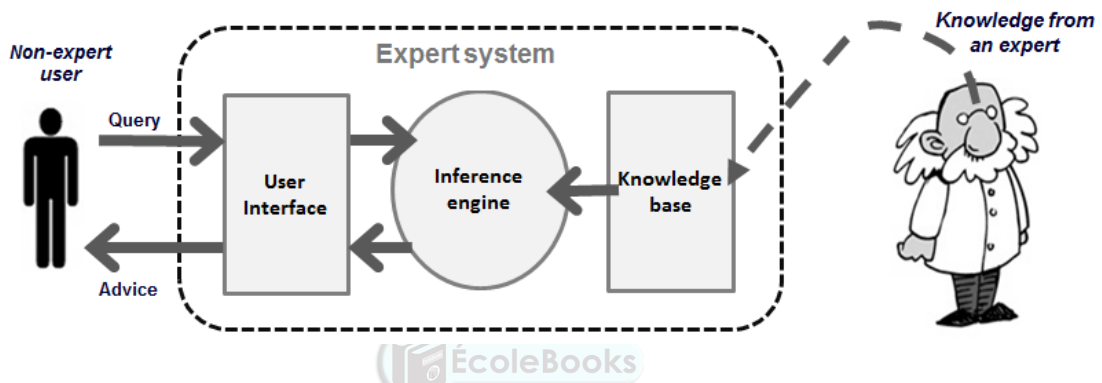 Knowledge from
an expert
Expert system
Non-expert
user
Query
User
Interface
Inference
engine
Knowledge
base
Advice
ÉcoleBooks